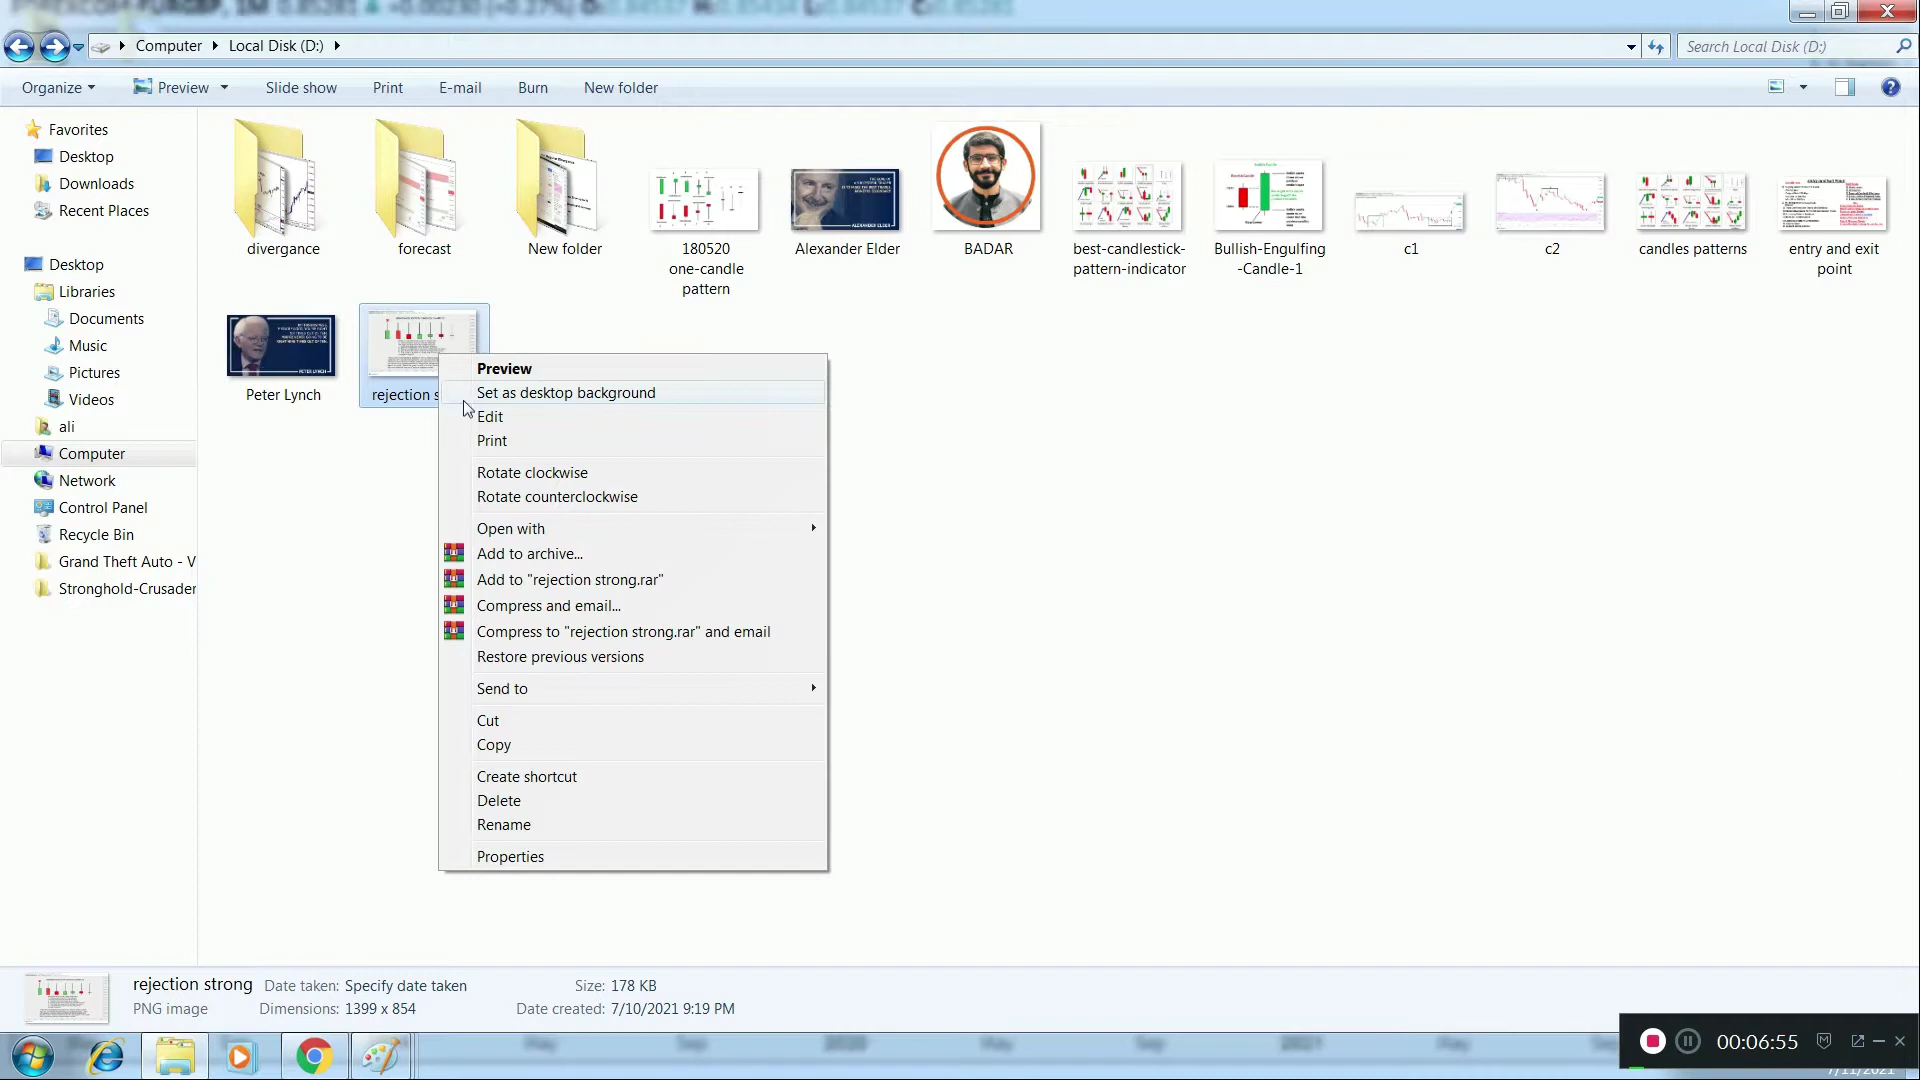 Computer
Local Disk (D:)
Search Local Disk (D:)
Organize
Preview
Slide show
Print
E-mail
Burn
New folder
Favorites
Desktop
Downloads
Recent Places
Desktop
Libraries
Documents
Music
Pictures
Videos
ali
Computer
Network
Control Panel
Recycle Bin
Grand Theft Auto - V
Stronghold-Crusader
divergance
forecast
New folder
180520
one-candle
pattern
Alexander Elder
BADAR
best-candlestick-
pattern-indicator
Bullish-Engulfing
-Candle-1
c1
c2
candles patterns
entry and exit
point
ALEXANDER ELDER
PETER LYNCH
Peter Lynch
rejection s
Preview
Set as desktop background
Edit
Print
Rotate clockwise
Rotate counterclockwise
Open with
Add to archive...
Add to "rejection strong.rar"
Compress and email...
Compress to "rejection strong.rar" and email
Restore previous versions
Send to
Cut
Copy
Create shortcut
Delete
Rename
Properties
rejection strong
Date taken: Specify date taken
Size: 178 KB
PNG image
Dimensions: 1399 x 854
Date created: 7/10/2021 9:19 PM
00:06:55
7/11/2021